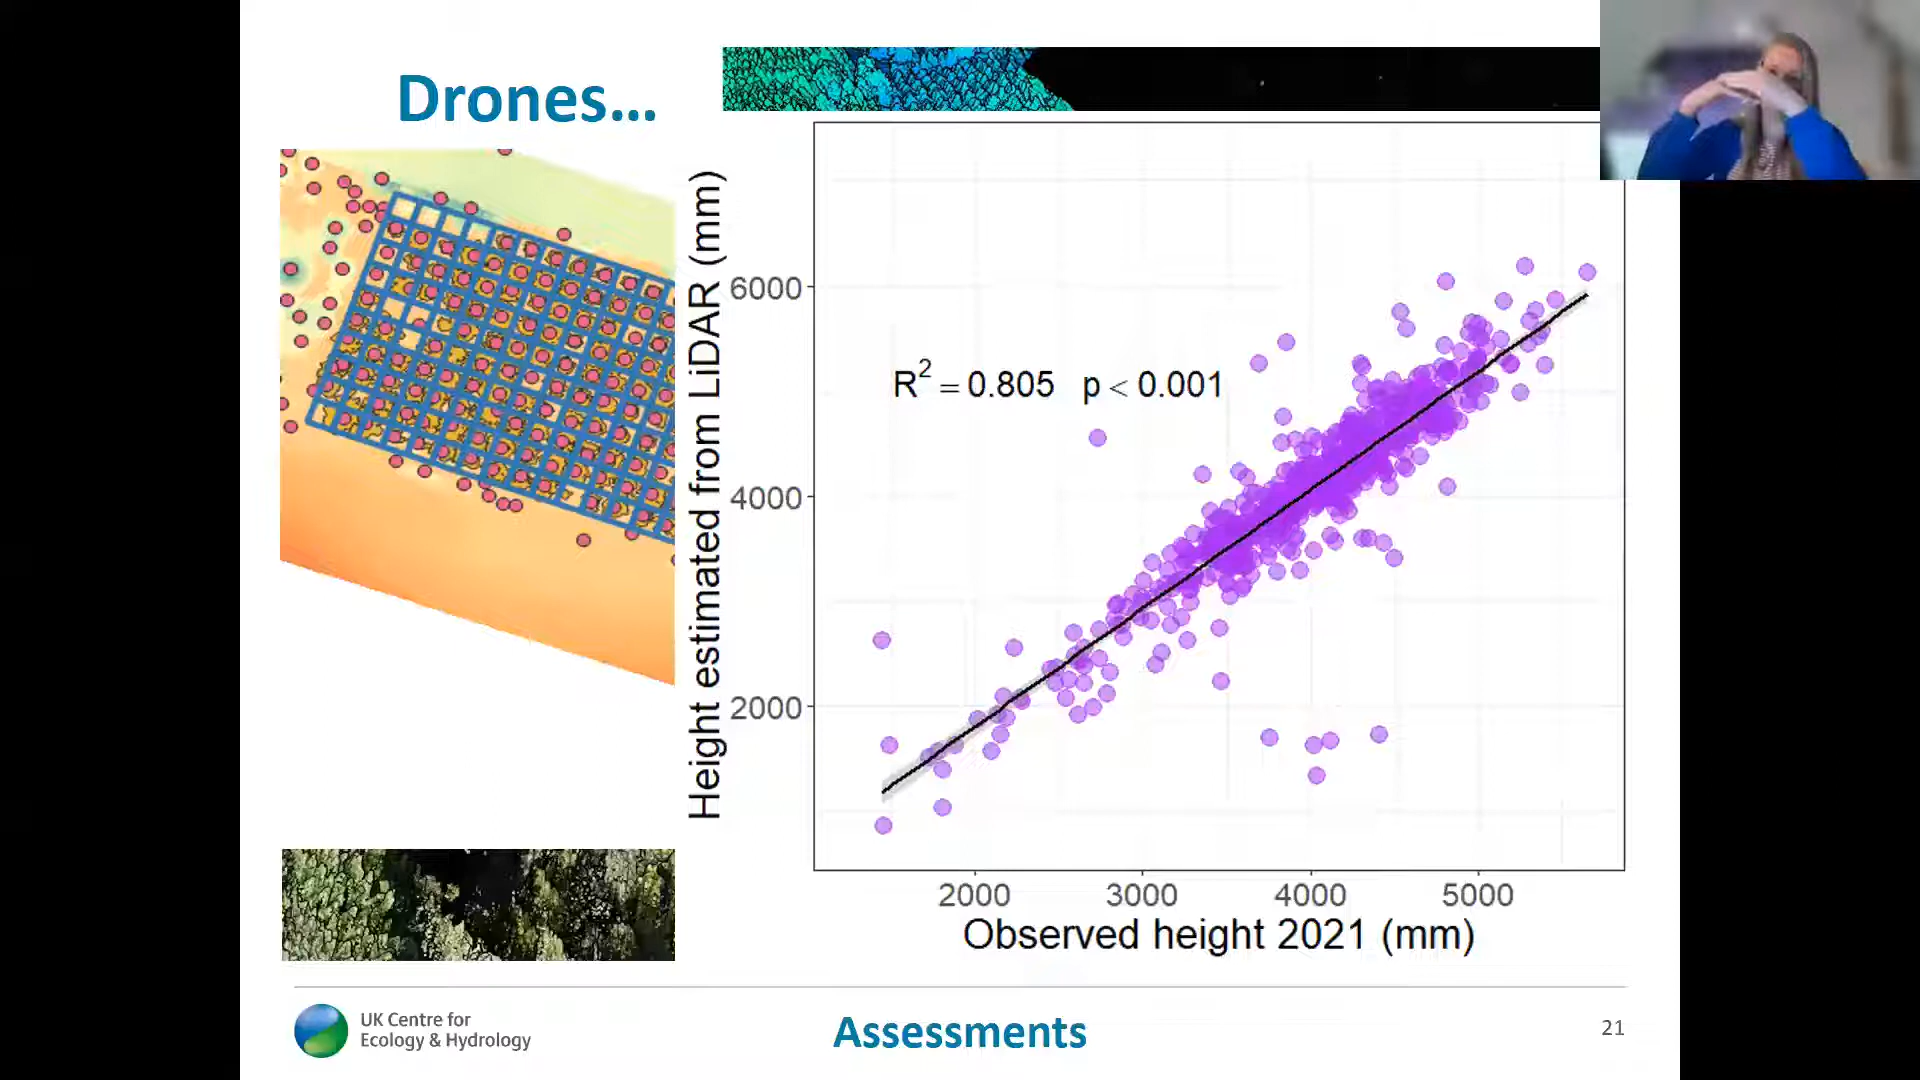 Drones…
Height estimated from LiDAR (mm)
6000
4000
2000
R² = 0.805 p < 0.001
2000 3000 4000 5000
Observed height 2021 (mm)
UK Centre for
Ecology & Hydrology
Assessments
21